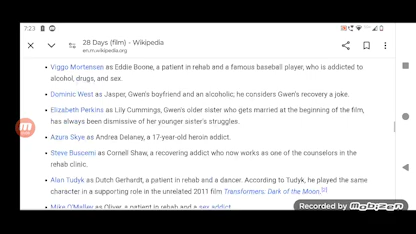 7:23
28 Days (film) - Wikipedia
en.m.wikipedia.org
Viggo Mortensen as Eddie Boone, a patient in rehab and a famous baseball player, who is addicted to
alcohol, drugs, and sex.
Dominic West as Jasper, Gwen's boyfriend and an alcoholic; he considers Gwen's recovery a joke.
Elizabeth Perkins as Lily Cummings, Gwen's older sister who gets married at the beginning of the film,
has always been dismissive of her younger sister's struggles.
Azura Skye as Andrea Delaney, a 17-year-old heroin addict.
Steve Buscemi as Cornell Shaw, a recovering addict who now works as one of the counselors in the
rehab clinic.
Alan Tudyk as Dutch Gerhardt, a patient in rehab and a dancer. According to Tudyk, he played the same
character in a supporting role in the unrelated 2011 film Transformers: Dark of the Moon.
Mike O'Malley as Oliver, a patient in rehab and a sex addict.
Recorded by mobizen